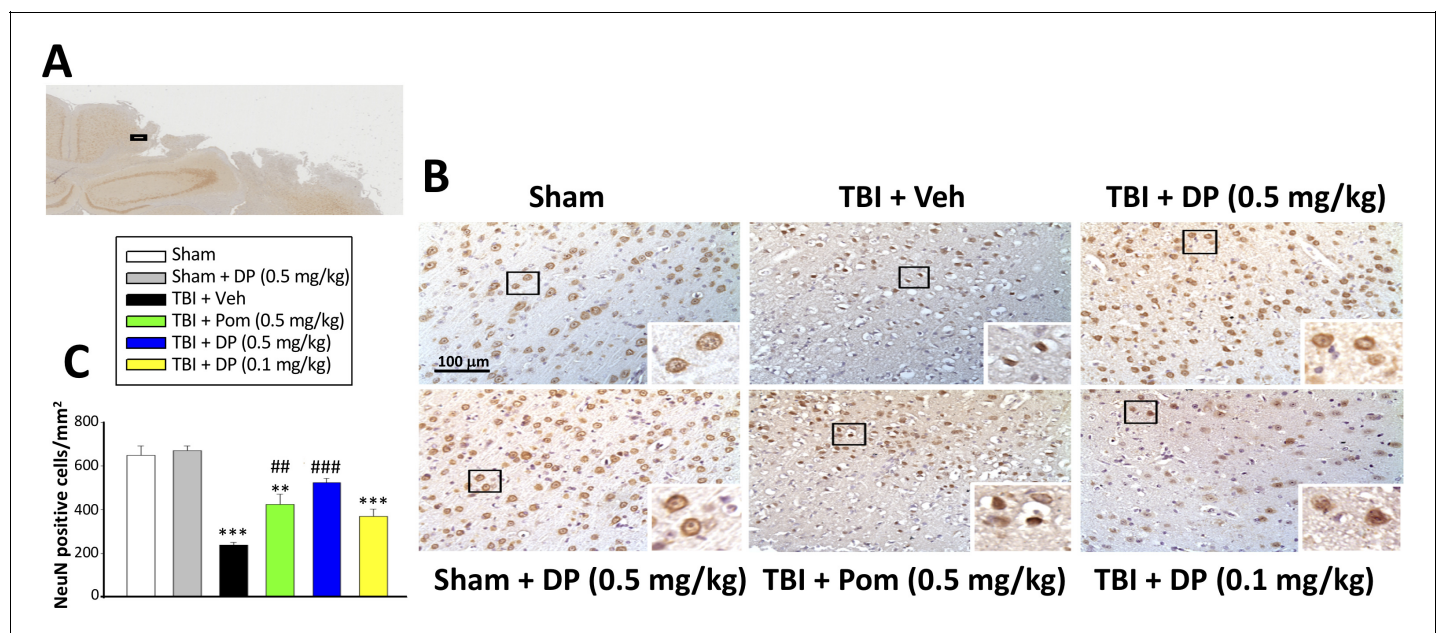 A
B
Sham
TBI + Veh
TBI + DP (0.5 mg/kg)
Sham
Sham + DP (0.5 mg/kg)
TBI + Veh
TBI + Pom (0.5 mg/kg)
TBI + DP (0.5 mg/kg)
TBI + DP (0.1 mg/kg)
100 µm
C
NeuN positive cells/mm²
800
600
400
200
0
***
##
**
###
***
Sham + DP (0.5 mg/kg)
TBI + Pom (0.5 mg/kg)
TBI + DP (0.1 mg/kg)